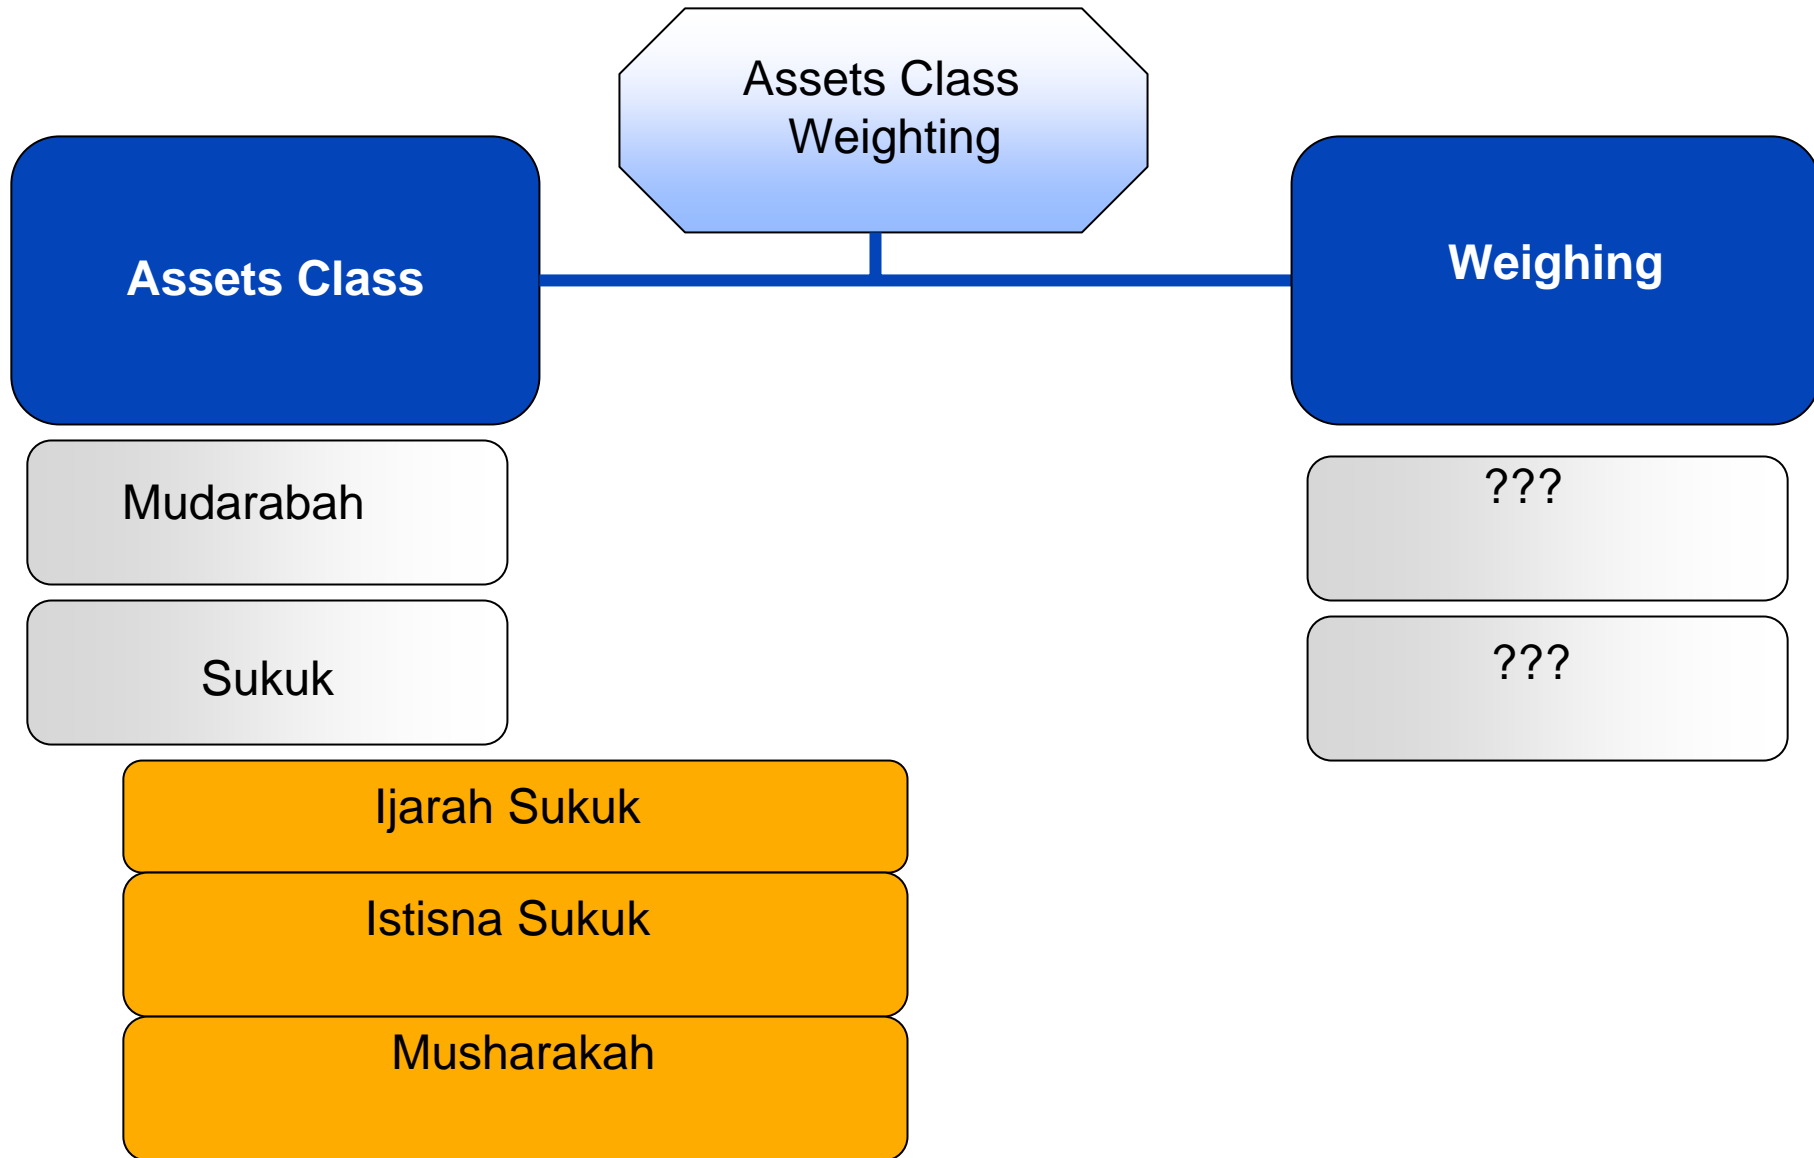 Assets Class
Weighting
Assets Class
Weighing
Mudarabah
???
Sukuk
???
Ijarah Sukuk
Istisna Sukuk
Musharakah